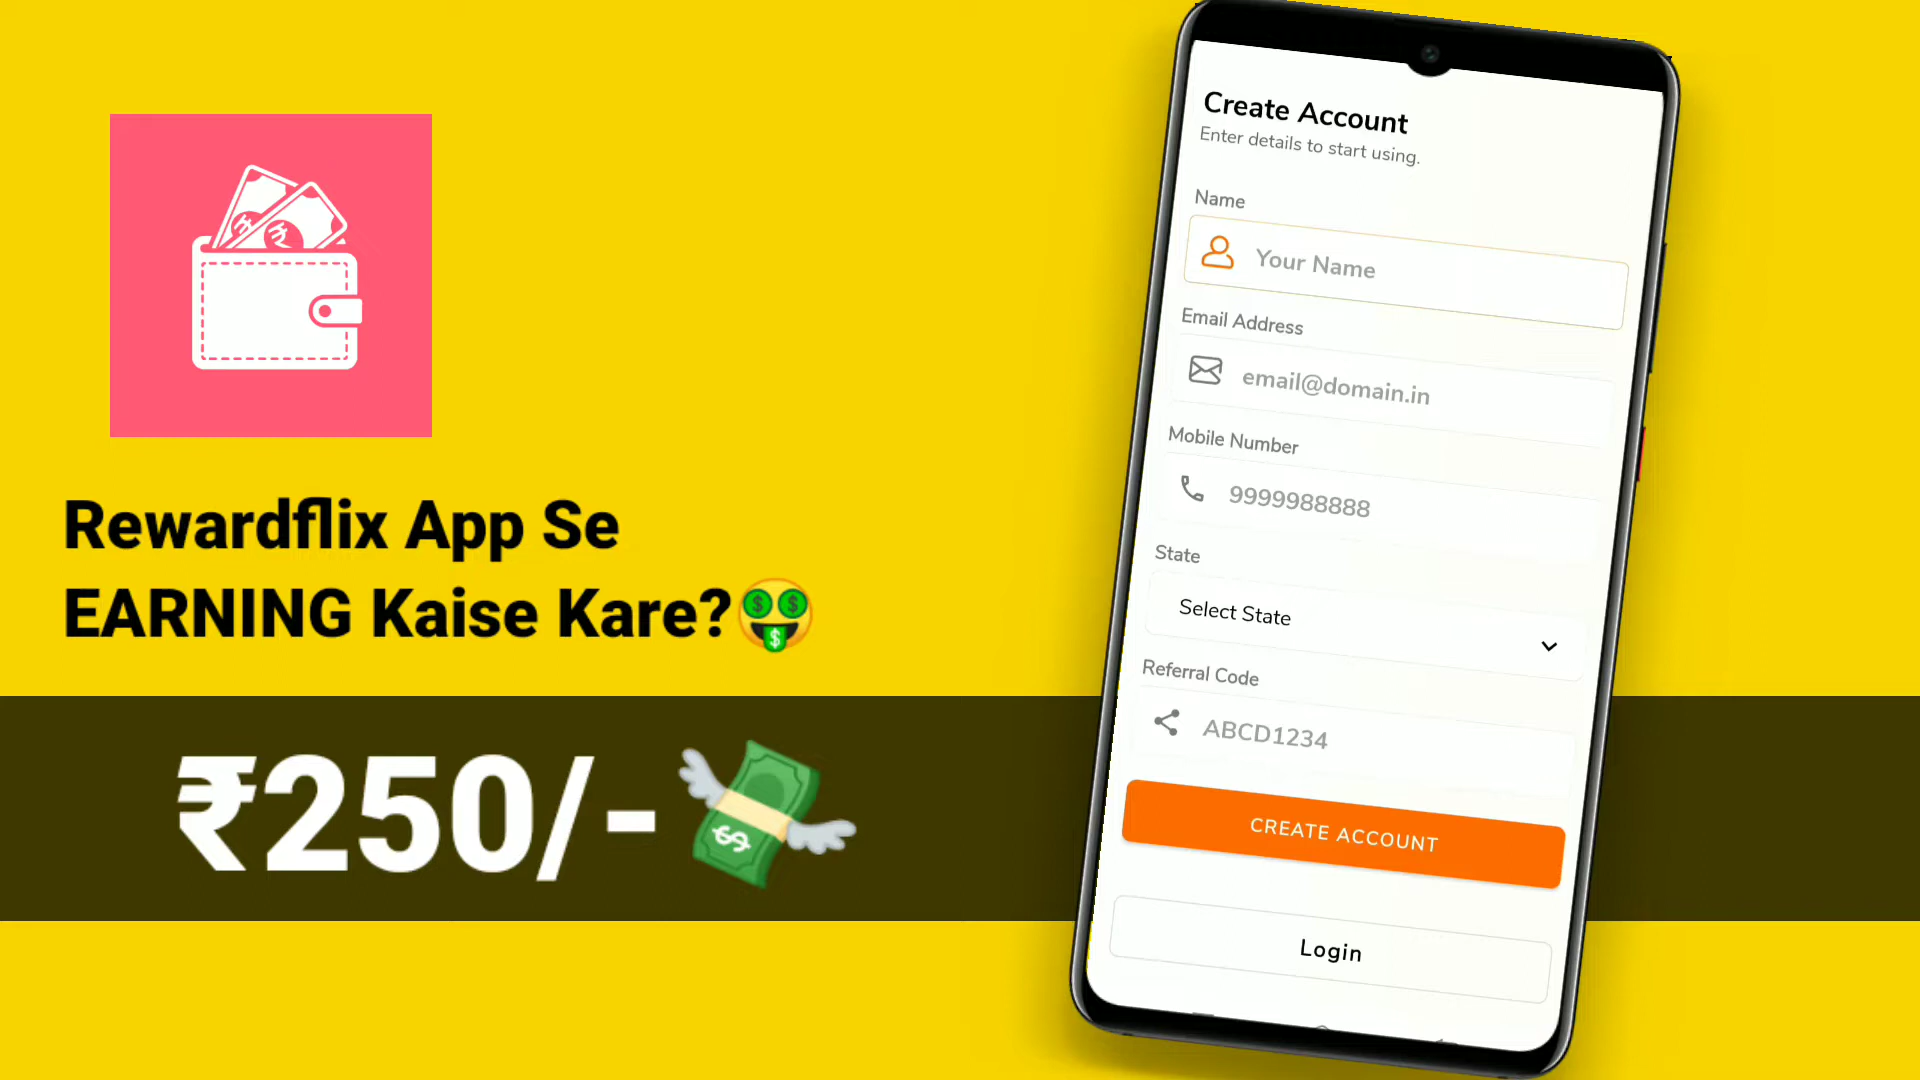 Rewardflix App Se
EARNING Kaise Kare?🤑
₹250/-💸
Create Account
Enter details to start using.
Name
Your Name
Email Address
email@domain.in
Mobile Number
9999988888
State
Select State
Referral Code
ABCD1234
CREATE ACCOUNT
Login